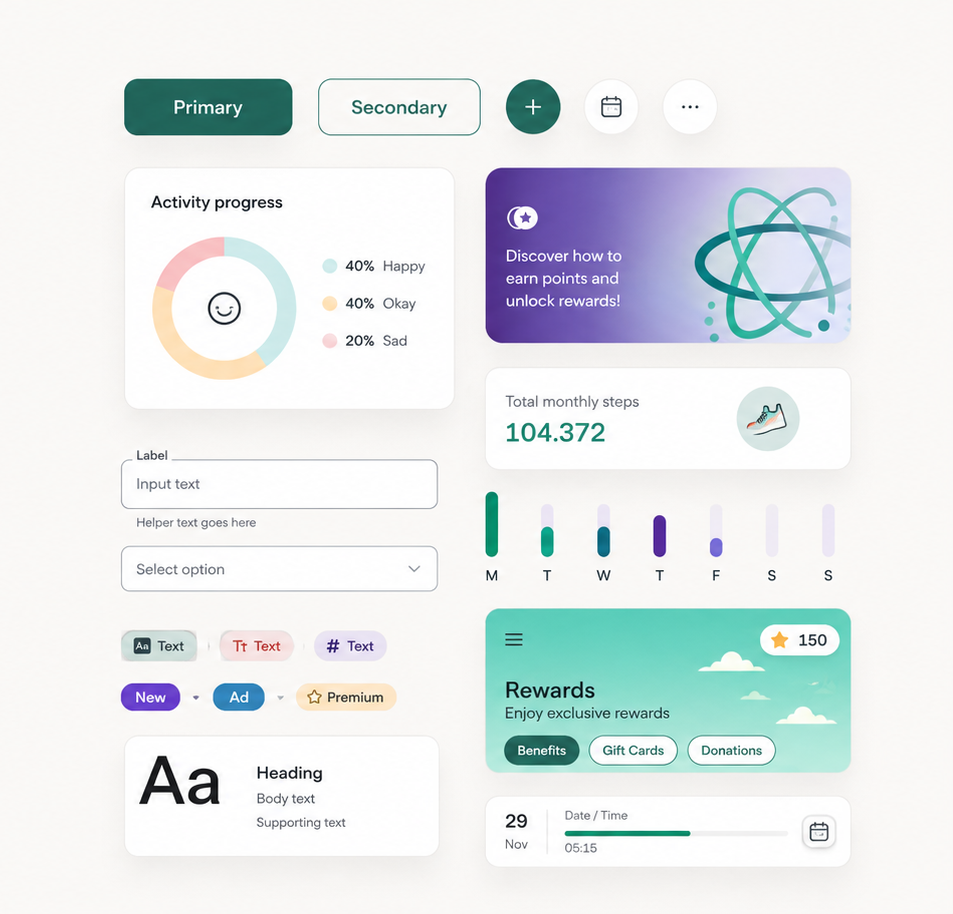 Primary
Secondary
Activity progress
40% Happy
40% Okay
20% Sad
Discover how to
earn points and
unlock rewards!
Total monthly steps
104.372
Label
Input text
Helper text goes here
Select option
M T W T F S S
Aa Text
Tt Text
# Text
New
Ad
Premium
150
Rewards
Enjoy exclusive rewards
Benefits
Gift Cards
Donations
Aa
Heading
Body text
Supporting text
29
Nov
Date / Time
05:15